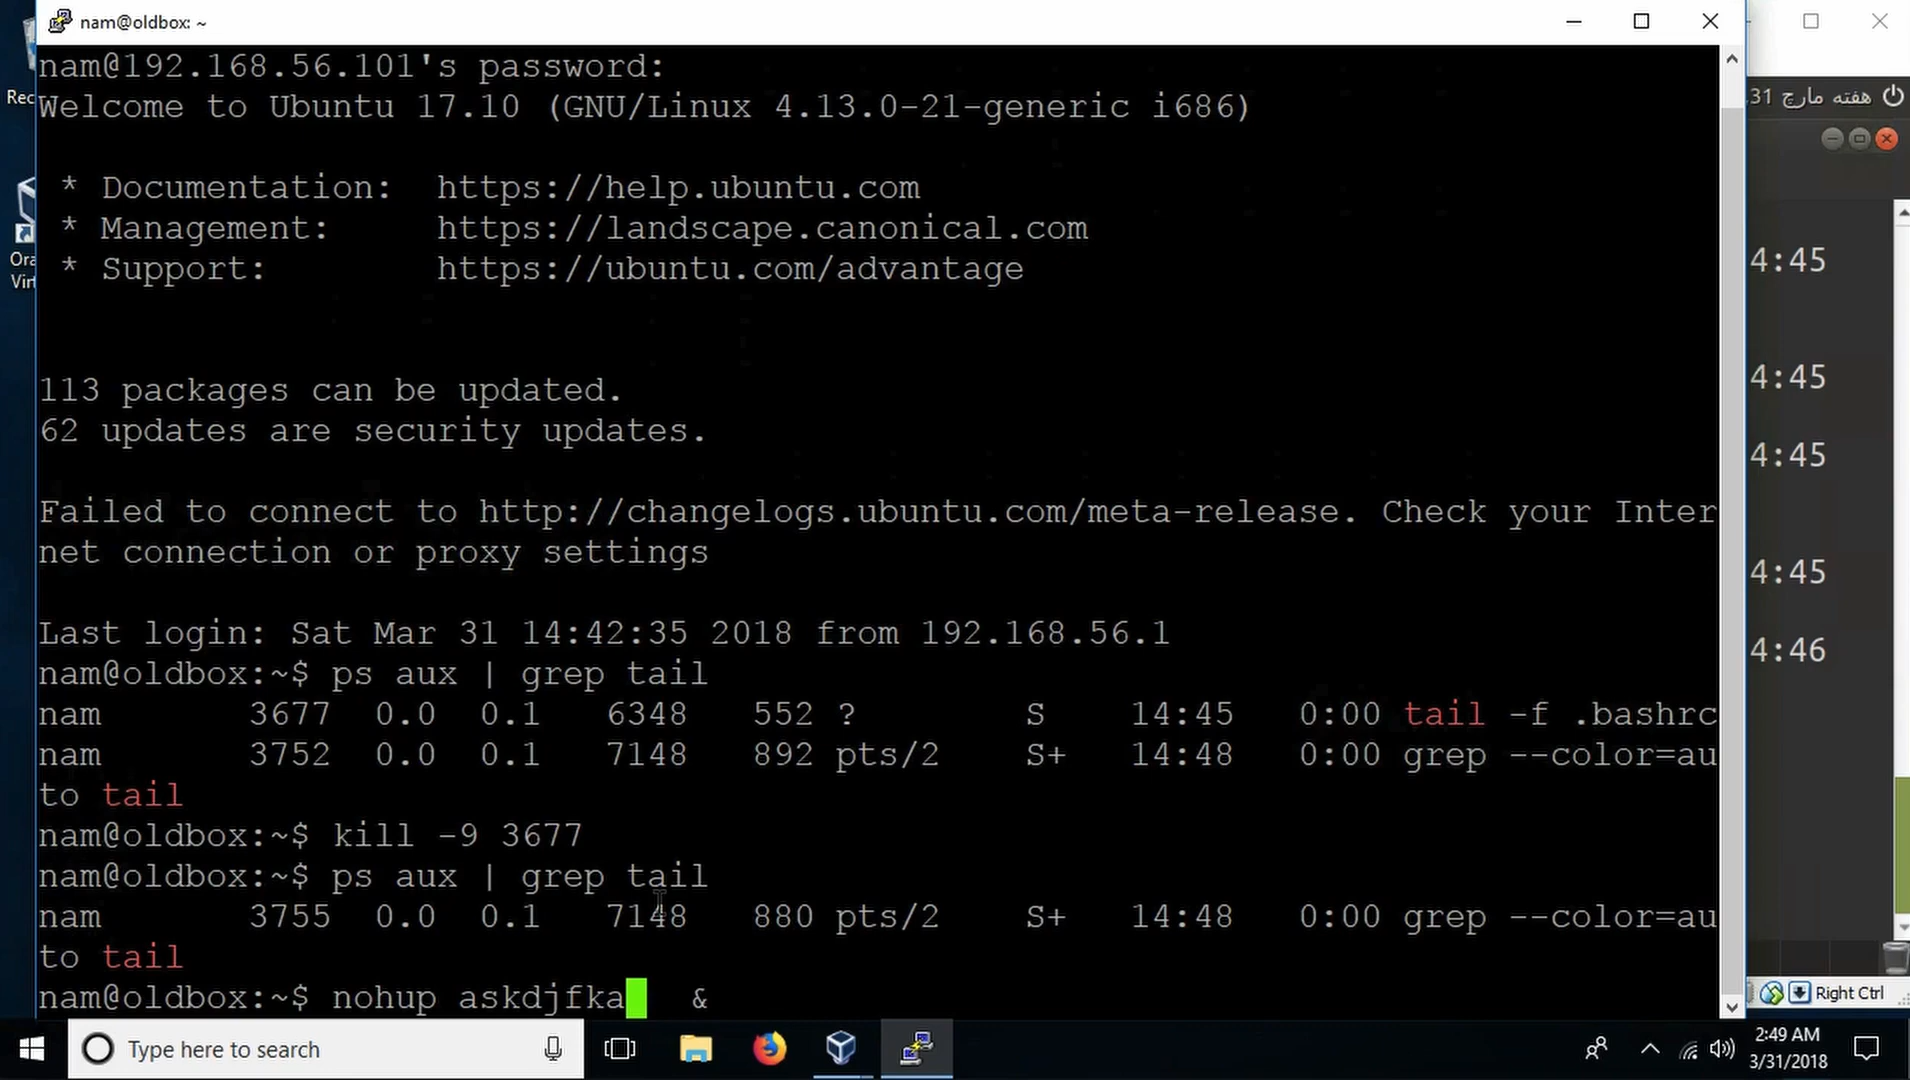 nam@oldbox: ~
nam@192.168.56.101's password:
Welcome to Ubuntu 17.10 (GNU/Linux 4.13.0-21-generic i686)
* Documentation: https://help.ubuntu.com
* Management: https://landscape.canonical.com
* Support: https://ubuntu.com/advantage
113 packages can be updated.
62 updates are security updates.
Failed to connect to http://changelogs.ubuntu.com/meta-release. Check your Inter
net connection or proxy settings
Last login: Sat Mar 31 14:42:35 2018 from 192.168.56.1
nam@oldbox:~$ ps aux | grep tail
nam 3677 0.0 0.1 6348 552 ? S 14:45 0:00 tail -f .bashrc
nam 3752 0.0 0.1 7148 892 pts/2 S+ 14:48 0:00 grep --color=au
to tail
nam@oldbox:~$ kill -9 3677
nam@oldbox:~$ ps aux | grep tail
nam 3755 0.0 0.1 7148 880 pts/2 S+ 14:48 0:00 grep --color=au
to tail
nam@oldbox:~$ nohup askdjfka &
Rec
Ora
Virt
هفته مارچ 31
4:45
4:45
4:45
4:45
4:46
Right Ctrl
Type here to search
2:49 AM
3/31/2018